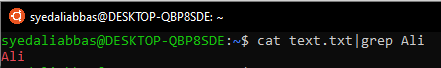 syedaliabbas@DESKTOP-QBP8SDE: ~
syedaliabbas@DESKTOP-QBP8SDE:~$ cat text.txt|grep Ali
Ali